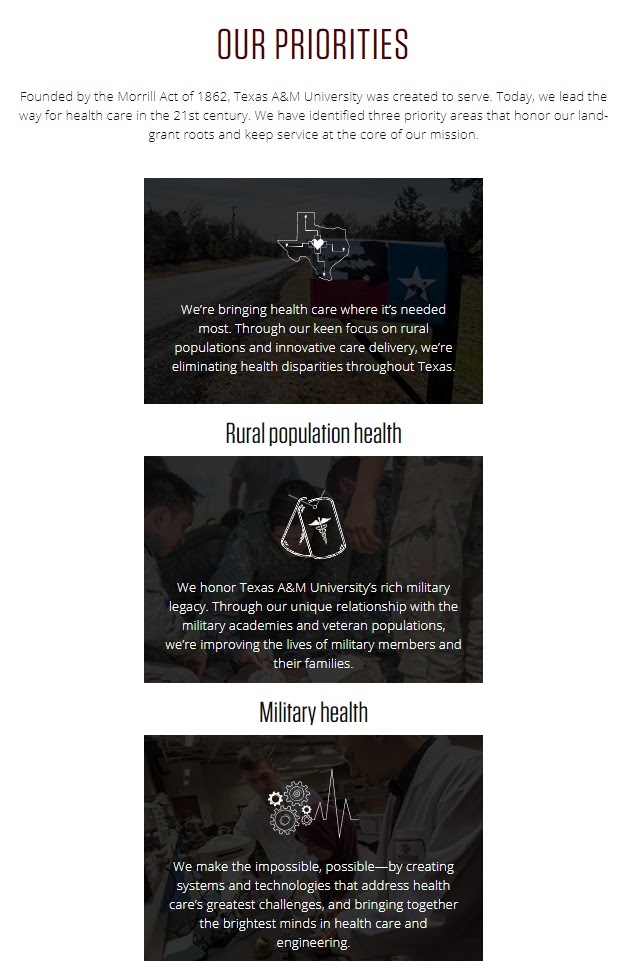 OUR PRIORITIES
Founded by the Morrill Act of 1862, Texas A&M University was created to serve. Today, we lead the
way for health care in the 21st century. We have identified three priority areas that honor our land-
grant roots and keep service at the core of our mission.
We’re bringing health care where it’s needed
most. Through our keen focus on rural
populations and innovative care delivery, we’re
eliminating health disparities throughout Texas.
Rural population health
We honor Texas A&M University’s rich military
legacy. Through our unique relationship with the
military academies and veteran populations,
we’re improving the lives of military members and
their families.
Military health
We make the impossible, possible—by creating
systems and technologies that address health
care’s greatest challenges, and bringing together
the brightest minds in health care and
engineering.